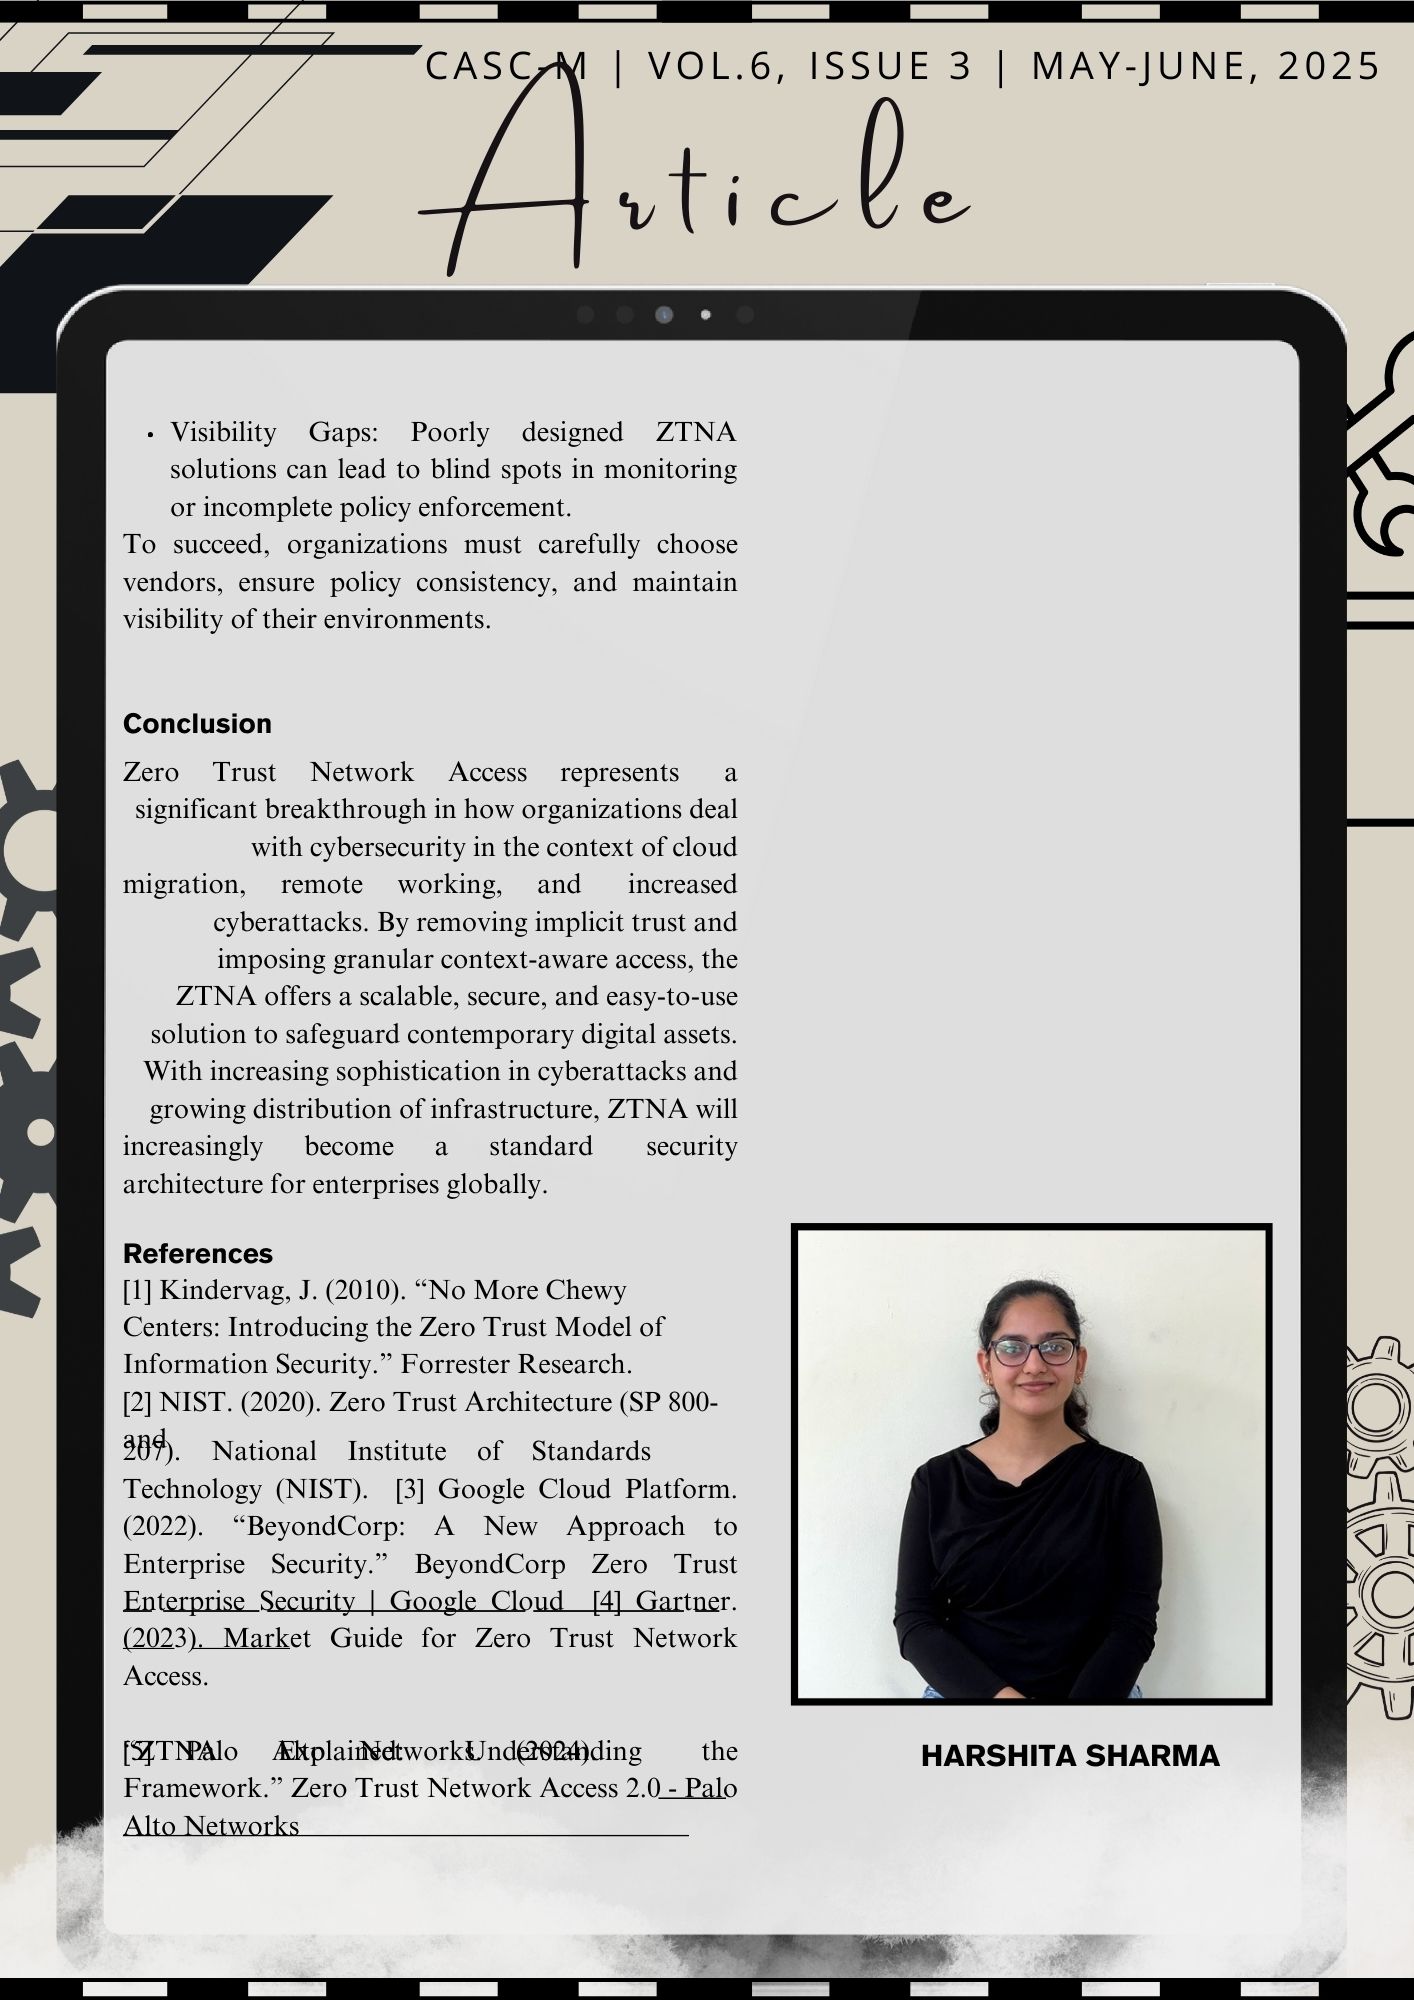 CASC-M | VOL.6, ISSUE 3 | MAY-JUNE, 2025
Article
• Visibility Gaps: Poorly designed ZTNA
solutions can lead to blind spots in monitoring
or incomplete policy enforcement.
To succeed, organizations must carefully choose
vendors, ensure policy consistency, and maintain
visibility of their environments.
Conclusion
Zero Trust Network Access represents a
significant breakthrough in how organizations deal
with cybersecurity in the context of cloud
migration, remote working, and increased
cyberattacks. By removing implicit trust and
imposing granular context-aware access, the
ZTNA offers a scalable, secure, and easy-to-use
solution to safeguard contemporary digital assets.
With increasing sophistication in cyberattacks and
growing distribution of infrastructure, ZTNA will
increasingly become a standard security
architecture for enterprises globally.
References
[1] Kindervag, J. (2010). “No More Chewy
Centers: Introducing the Zero Trust Model of
Information Security.” Forrester Research.
[2] NIST. (2020). Zero Trust Architecture (SP 800-
and
207). National Institute of Standards
Technology (NIST). [3] Google Cloud Platform.
(2022). “BeyondCorp: A New Approach to
Enterprise Security.” BeyondCorp Zero Trust
Enterprise Security | Google Cloud [4] Gartner.
(2023). Market Guide for Zero Trust Network
Access.
[5] Palo Alto Networks. (2024).
“ZTNA Explained: Understanding the
Framework.” Zero Trust Network Access 2.0 - Palo
Alto Networks
HARSHITA SHARMA